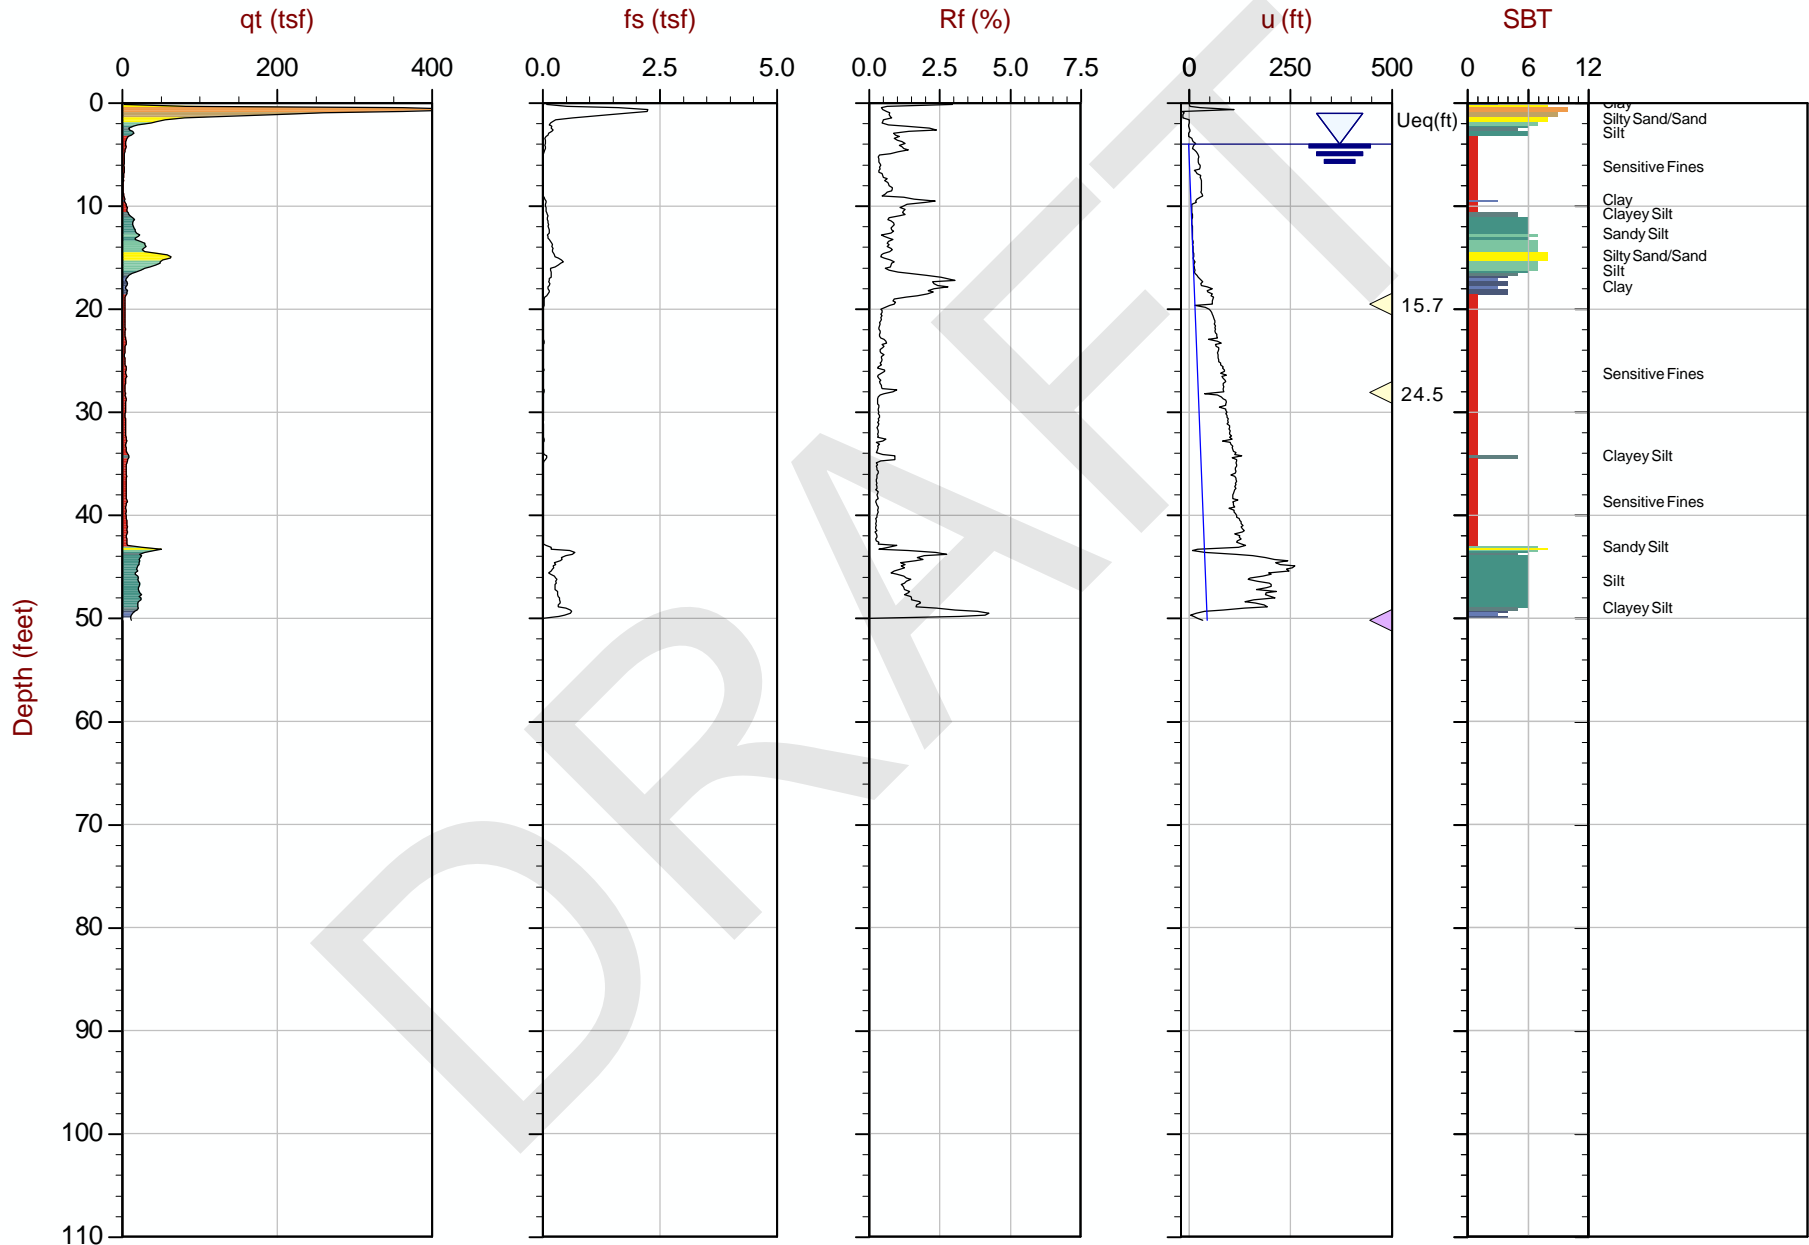 qt (tsf)
fs (tsf)
Rf (%)
u (ft)
SBT
0 200 400
0.0 2.5 5.0
0.0 2.5 5.0 7.5
0 250 500
0 6 12
0
10
20
30
40
50
60
70
80
90
100
110
Depth (feet)
Ueq(ft)
15.7
24.5
Clay
Silty Sand/Sand
Silt
Sensitive Fines
Clay
Clayey Silt
Sandy Silt
Silty Sand/Sand
Silt
Clay
Sensitive Fines
Clayey Silt
Sensitive Fines
Sandy Silt
Silt
Clayey Silt
DRAFT